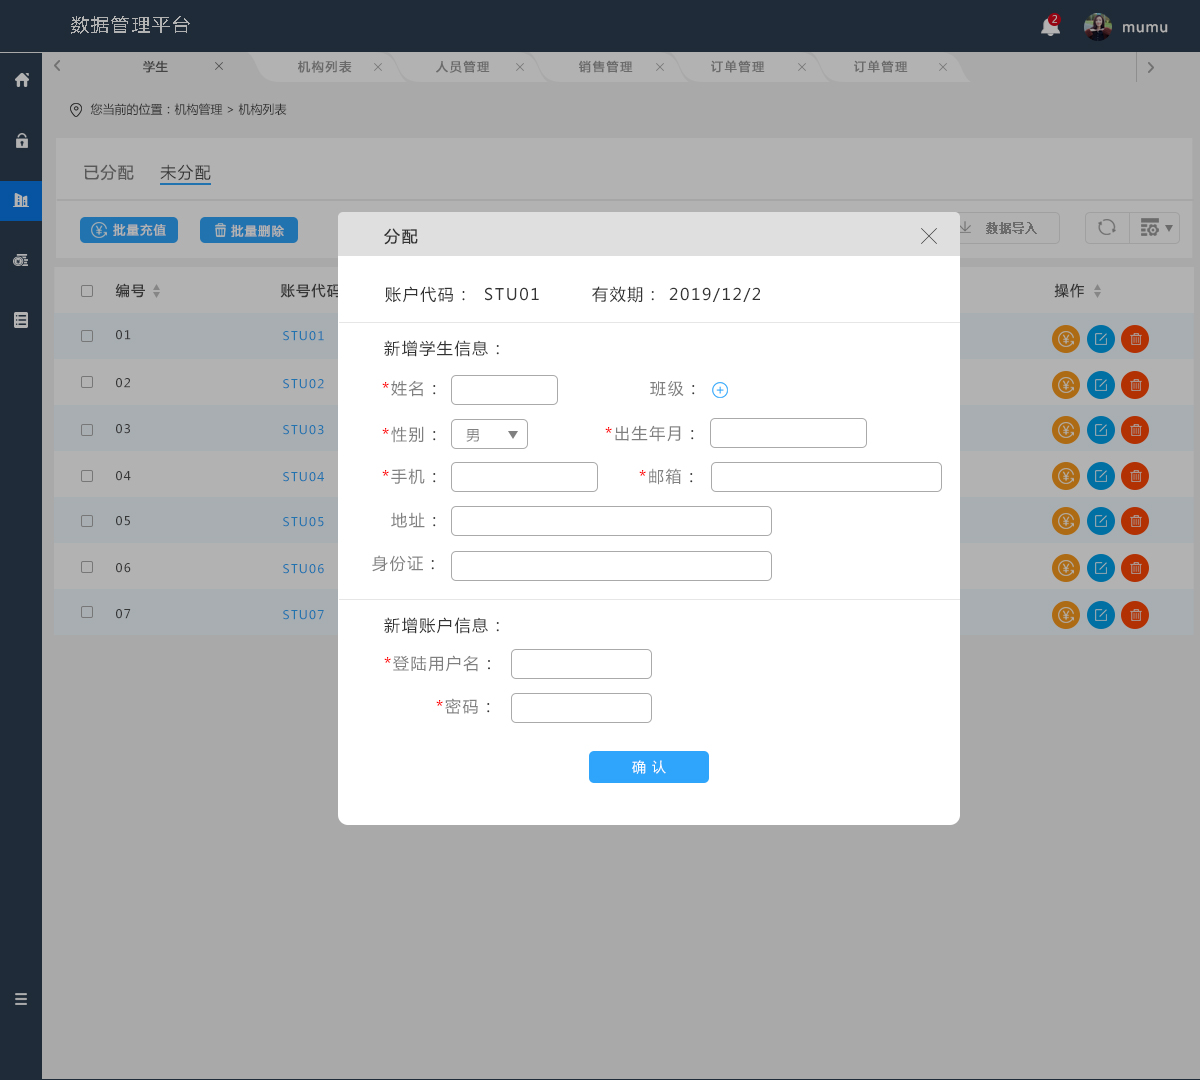 数据管理平台
2
mumu
学生 机构列表 人员管理 销售管理 订单管理 订单管理
您当前的位置：机构管理 > 机构列表
已分配 未分配
批量充值 批量删除 数据导入
分配
编号 账号代码 操作
账户代码： STU01 有效期： 2019/12/2
01 STU01
02 STU02
03 STU03
04 STU04
05 STU05
06 STU06
07 STU07
新增学生信息：
*姓名： 班级：
*性别： 男 *出生年月：
*手机： *邮箱：
地址：
身份证：
新增账户信息：
*登陆用户名：
*密码：
确认